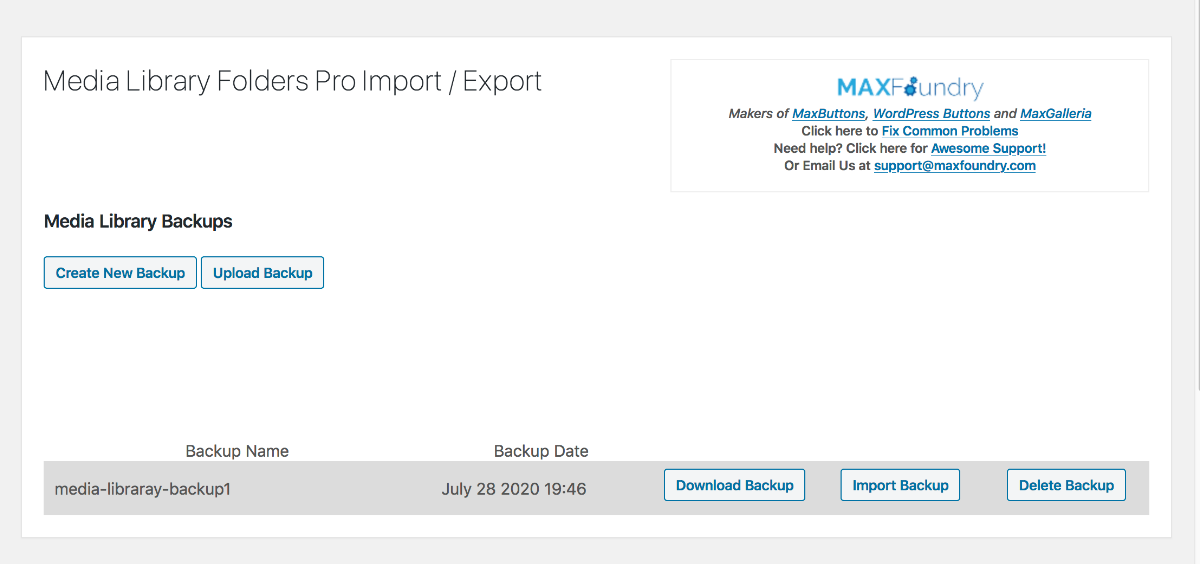 Media Library Folders Pro Import / Export
MAXFoundry
Makers of MaxButtons, WordPress Buttons and MaxGalleria
Click here to Fix Common Problems
Need help? Click here for Awesome Support!
Or Email Us at support@maxfoundry.com
Media Library Backups
Create New Backup Upload Backup
Backup Name Backup Date
media-libraray-backup1 July 28 2020 19:46 Download Backup Import Backup Delete Backup